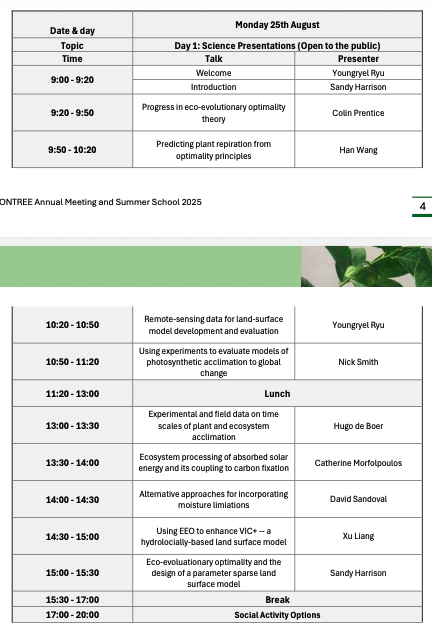 Date & day
Monday 25th August
Topic
Day 1: Science Presentations (Open to the public)
Time
Talk
Presenter
9:00 - 9:20
Welcome
Youngryel Ryu
Introduction
Sandy Harrison
9:20 - 9:50
Progress in eco-evolutionary optimality
theory
Colin Prentice
9:50 - 10:20
Predicting plant repiration from
optimality principles
Han Wang
ONTREE Annual Meeting and Summer School 2025
4
10:20 - 10:50
Remote-sensing data for land-surface
model development and evaluation
Youngryel Ryu
10:50 - 11:20
Using experiments to evaluate models of
photosynthetic acclimation to global
change
Nick Smith
11:20 - 13:00
Lunch
13:00 - 13:30
Experimental and field data on time
scales of plant and ecosystem
acclimation
Hugo de Boer
13:30 - 14:00
Ecosystem processing of absorbed solar
energy and its coupling to carbon fixation
Catherine Morfolpoulos
14:00 - 14:30
Alternative approaches for incorporating
moisture limiations
David Sandoval
14:30 - 15:00
Using EEO to enhance VIC+ -- a
hydrolocially-based land surface model
Xu Liang
15:00 - 15:30
Eco-evoluationary optimality and the
design of a parameter sparse land
surface model
Sandy Harrison
15:30 - 17:00
Break
17:00 - 20:00
Social Activity Options